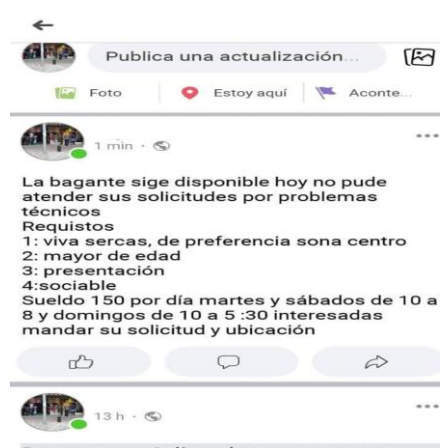 Publica una actualización...
Foto
Estoy aquí
Aconte...
1 min
La bagante sige disponible hoy no pude
atender sus solicitudes por problemas
técnicos
Requistos
1: viva sercas, de preferencia sona centro
2: mayor de edad
3: presentación
4:sociable
Sueldo 150 por día martes y sábados de 10 a
8 y domingos de 10 a 5 :30 interesadas
mandar su solicitud y ubicación
13 h